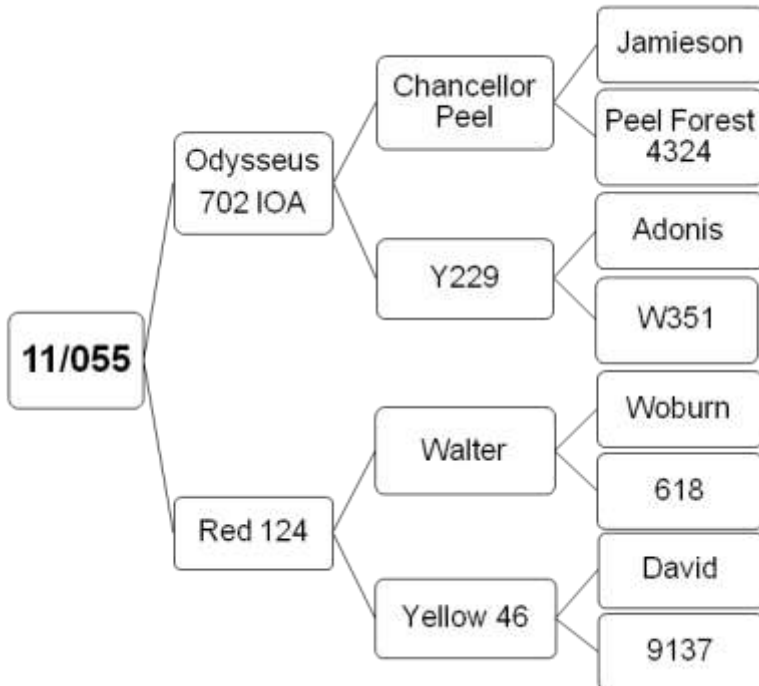 Jamieson
Chancellor
Peel
Peel Forest
4324
Odysseus
702 IOA
Adonis
Y229
W351
11/055
Woburn
Walter
618
Red 124
David
Yellow 46
9137